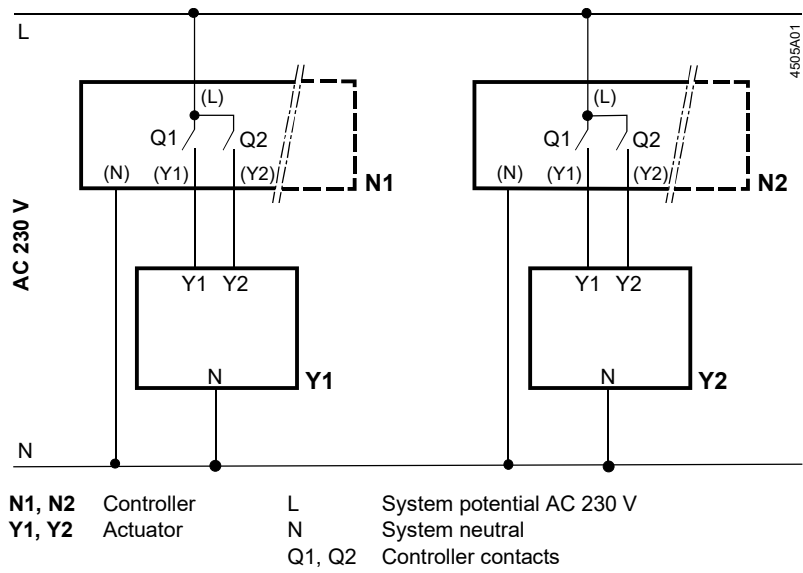 L
4505A01
(L)
(L)
Q1 Q2
Q1 Q2
(N) (Y1) (Y2) N1
(N) (Y1) (Y2) N2
AC 230 V
Y1 Y2
Y1 Y2
N Y1
N Y2
N
N1, N2 Controller L System potential AC 230 V
Y1, Y2 Actuator N System neutral
Q1, Q2 Controller contacts